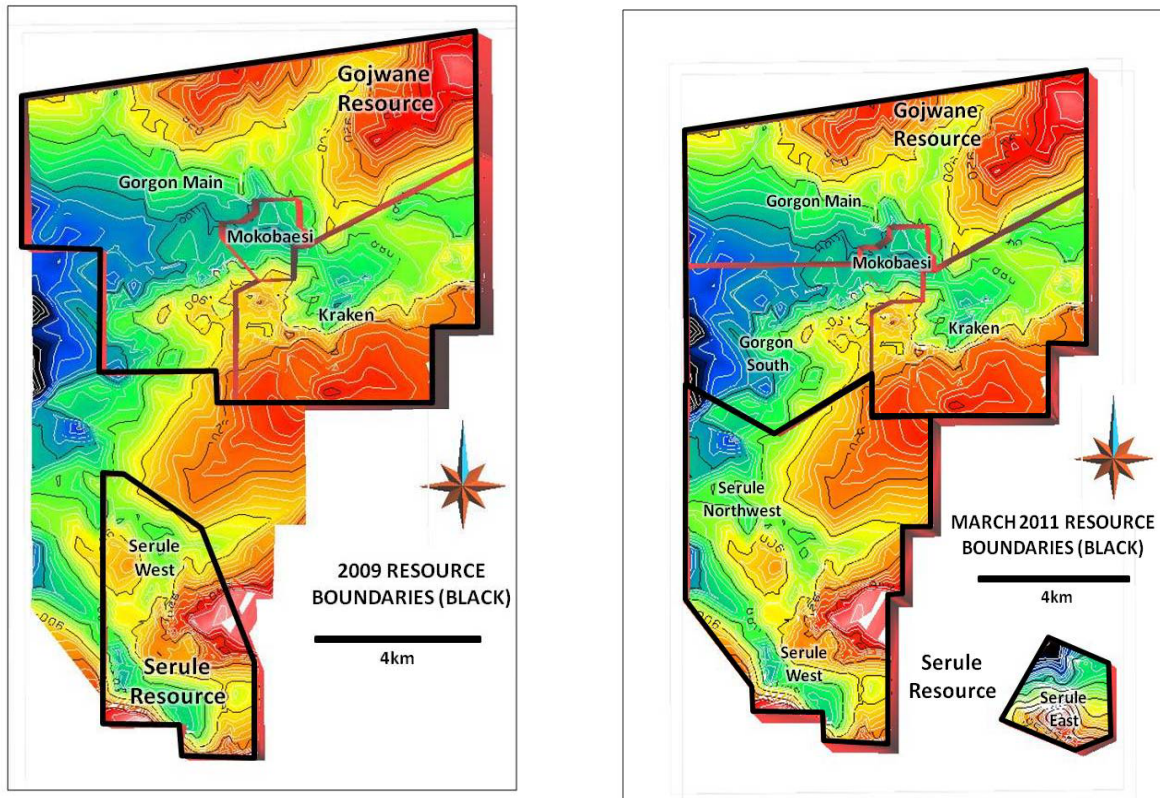 Gojwane
Resource
Gorgon Main
Mokobaesi
Kraken
Serule
West
Serule
Resource
2009 RESOURCE
BOUNDARIES (BLACK)
4km
Gojwane
Resource
Gorgon Main
Mokobaesi
Kraken
Gorgon
South
Serule
Northwest
MARCH 2011 RESOURCE
BOUNDARIES (BLACK)
4km
Serule
West
Serule
Resource
Serule
East